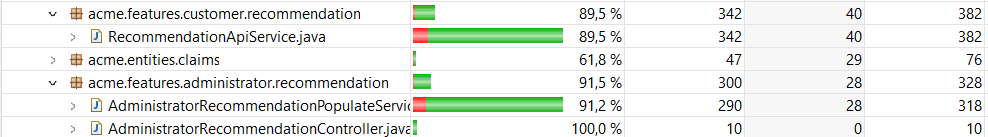 acme.features.customer.recommendation 89,5 % 342 40 382
RecommendationApiService.java 89,5 % 342 40 382
acme.entities.claims 61,8 % 47 29 76
acme.features.administrator.recommendation 91,5 % 300 28 328
AdministratorRecommendationPopulateServic 91,2 % 290 28 318
AdministratorRecommendationController.java 100,0 % 10 0 10